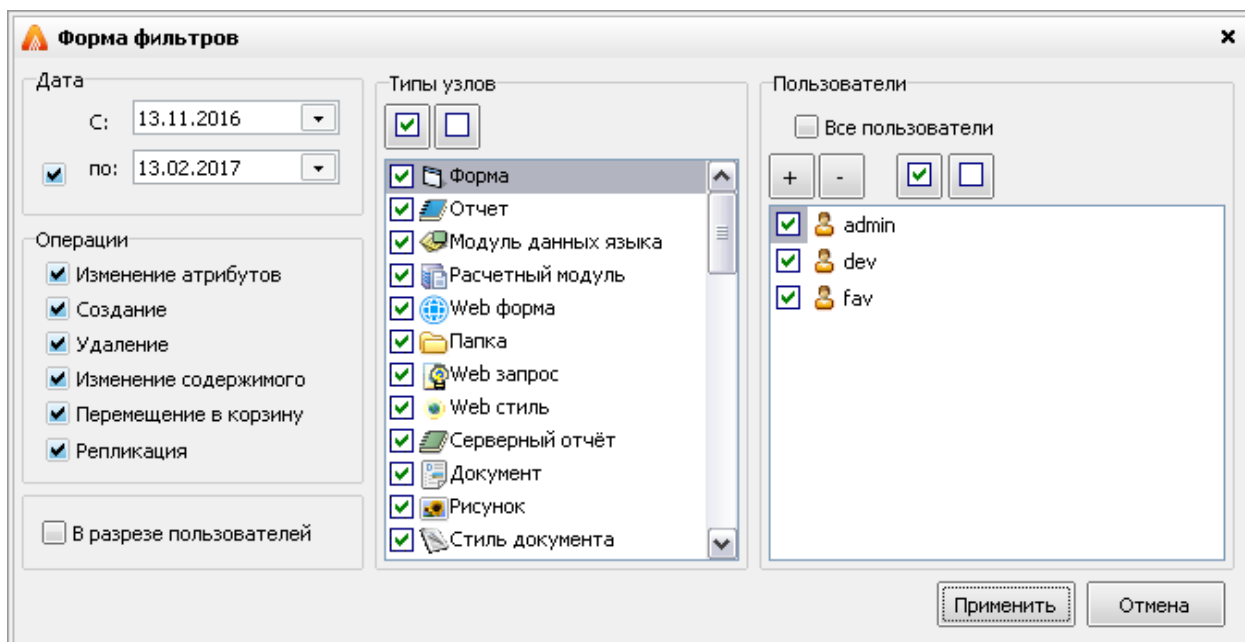 Форма фильтров
Дата
С: 13.11.2016
по: 13.02.2017
Операции
Изменение атрибутов
Создание
Удаление
Изменение содержимого
Перемещение в корзину
Репликация
В разрезе пользователей
Типы узлов
Форма
Отчет
Модуль данных языка
Расчетный модуль
Web форма
Папка
Web запрос
Web стиль
Серверный отчёт
Документ
Рисунок
Стиль документа
Пользователи
Все пользователи
+ -
admin
dev
fav
Применить Отмена